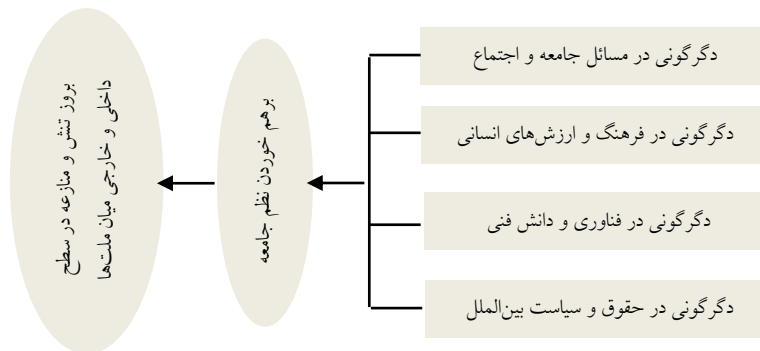 دگرگونی در مسائل جامعه و اجتماع
دگرگونی در فرهنگ و ارزش‌های انسانی
دگرگونی در فناوری و دانش فنی
دگرگونی در حقوق و سیاست بین‌الملل
برهم خوردن نظم جامعه
بروز تنش و منازعه در سطح
داخلی و خارجی میان ملت‌ها